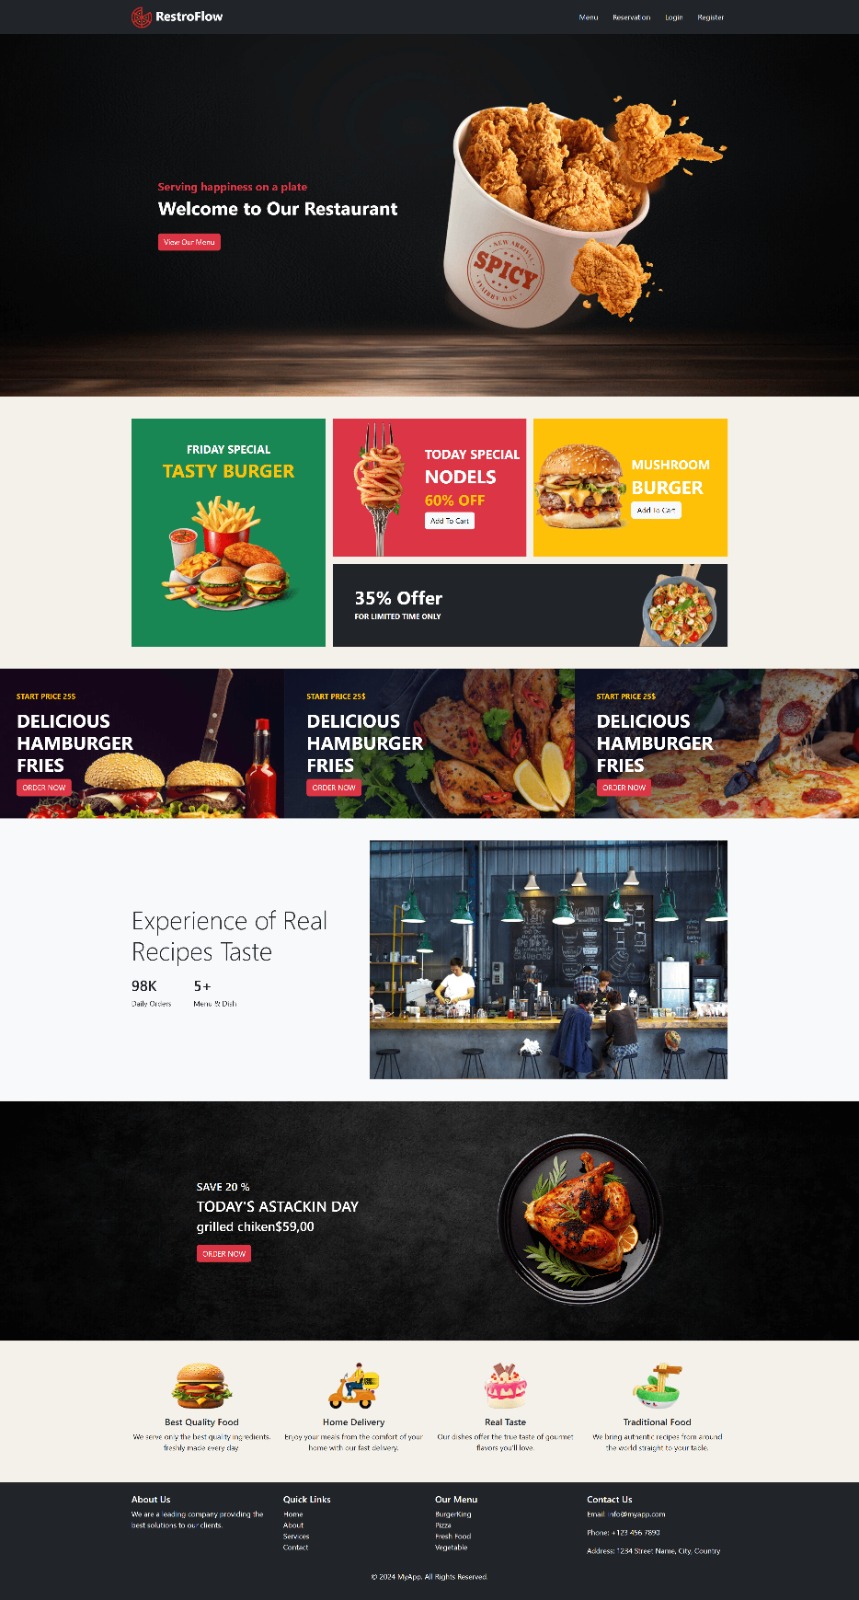 RestroFlow
Menu Reservation Login Register
Serving happiness on a plate
Welcome to Our Restaurant
View Our Menu
NEW ARRIVAL
SPICY
FRIDAY SPECIAL
TASTY BURGER
TODAY SPECIAL
NODELS
60% OFF
Add To Cart
MUSHROOM
BURGER
Add To Cart
35% Offer
FOR LIMITED TIME ONLY
START PRICE 25$
DELICIOUS
HAMBURGER
FRIES
ORDER NOW
START PRICE 25$
DELICIOUS
HAMBURGER
FRIES
ORDER NOW
START PRICE 25$
DELICIOUS
HAMBURGER
FRIES
ORDER NOW
Experience of Real
Recipes Taste
98K 5+
Daily Orders Menu & Dish
SAVE 20 %
TODAY'S ASTACKIN DAY
grilled chiken$59,00
ORDER NOW
Best Quality Food
We serve only the best quality ingredients,
freshly made every day.
Home Delivery
Enjoy your meals from the comfort of your
home with our fast delivery.
Real Taste
Our dishes offer the true taste of gourmet
flavors you'll love.
Traditional Food
We bring authentic recipes from around
the world straight to your table.
About Us
We are a leading company providing the
best solutions to our clients.
Quick Links
Home
About
Services
Contact
Our Menu
BurgerKing
Pizza
Fresh Food
Vegetable
Contact Us
Email: info@myapp.com
Phone: +123 456 7890
Address: 1234 Street Name, City, Country
© 2024 MyApp. All Rights Reserved.